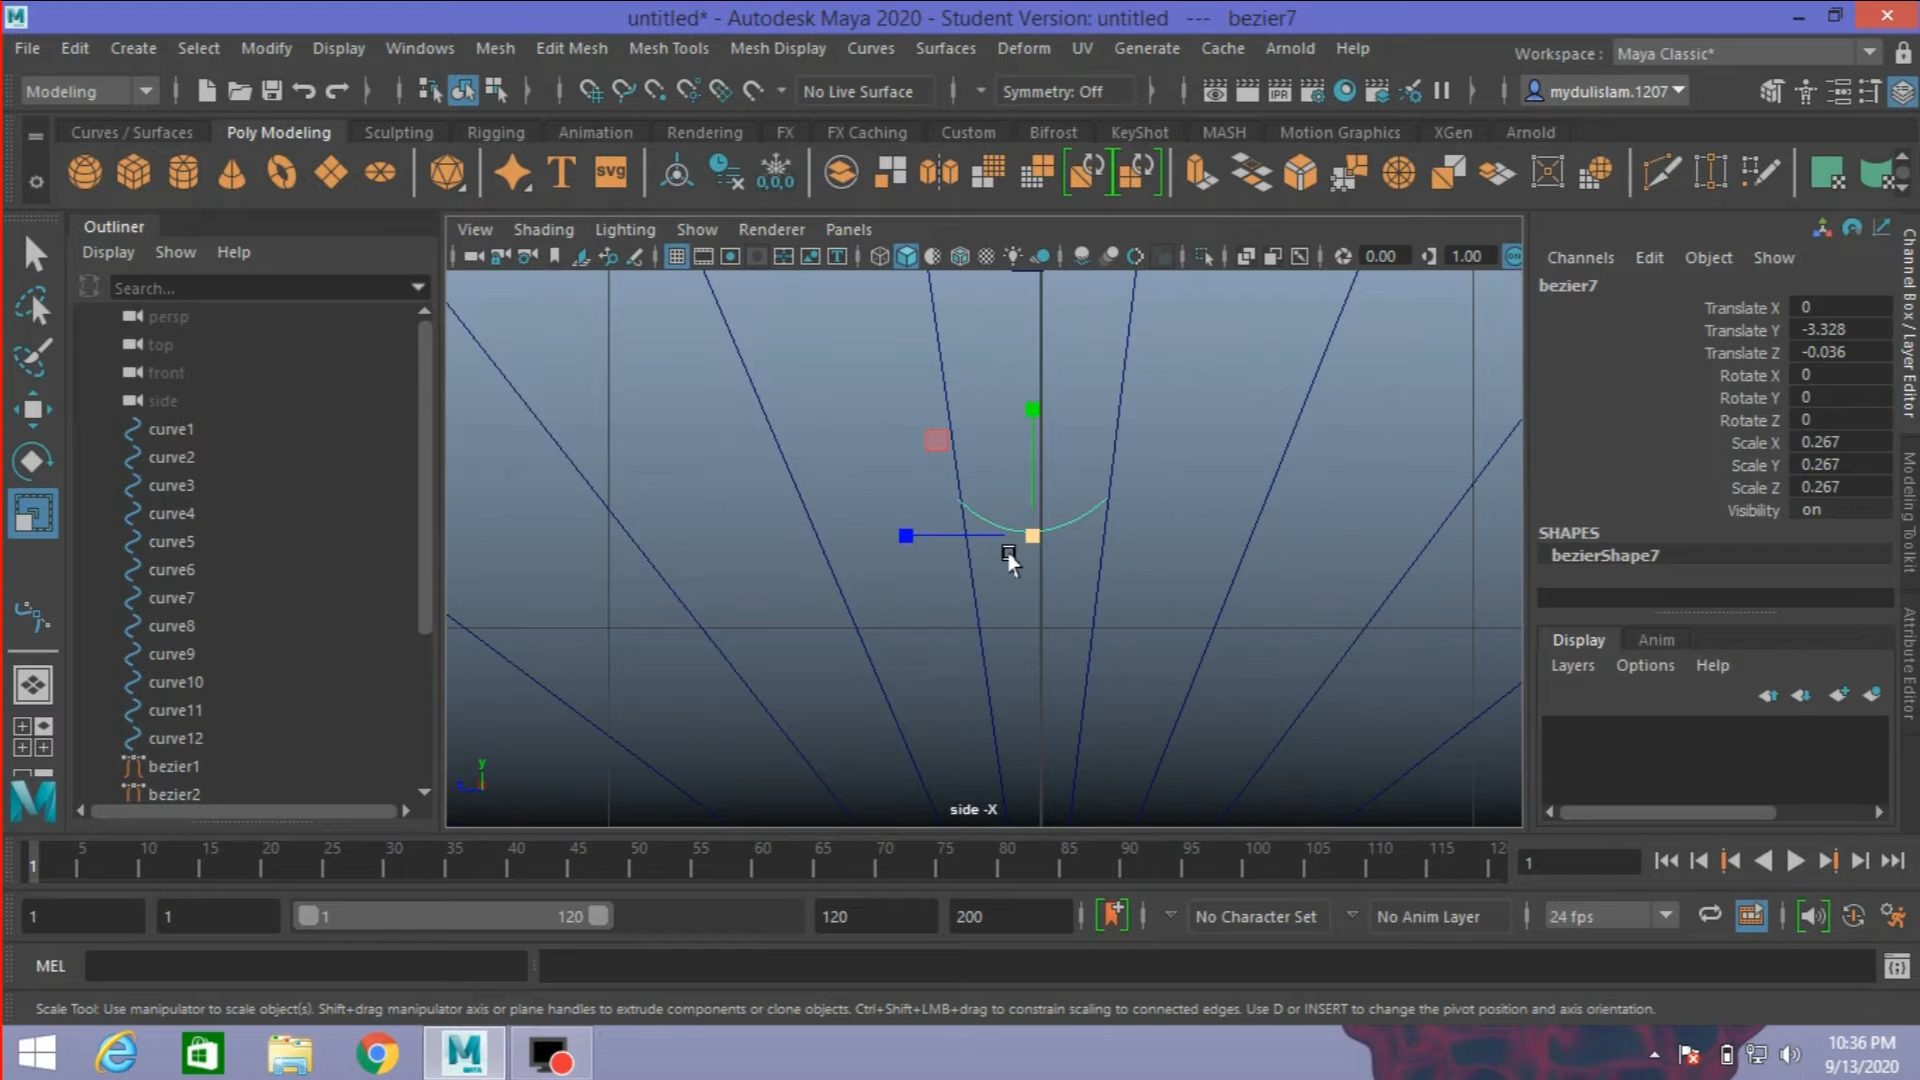 untitled* - Autodesk Maya 2020 - Student Version: untitled --- bezier7
File Edit Create Select Modify Display Windows Mesh Edit Mesh Mesh Tools Mesh Display Curves Surfaces Deform UV Generate Cache Arnold Help
Workspace : Maya Classic*
Modeling No Live Surface Symmetry: Off IPR mydulislam.1207
Curves / Surfaces Poly Modeling Sculpting Rigging Animation Rendering FX FX Caching Custom Bifrost KeyShot MASH Motion Graphics XGen Arnold
T SVG 0,0,0
Outliner
Display Show Help
Search...
persp
top
front
side
curve1
curve2
curve3
curve4
curve5
curve6
curve7
curve8
curve9
curve10
curve11
curve12
bezier1
bezier2
View Shading Lighting Show Renderer Panels
0.00 1.00 ON
y
side -X
Channels Edit Object Show
bezier7
Translate X 0
Translate Y -3.328
Translate Z -0.036
Rotate X 0
Rotate Y 0
Rotate Z 0
Scale X 0.267
Scale Y 0.267
Scale Z 0.267
Visibility on
SHAPES
bezierShape7
Display Anim
Layers Options Help
Channel Box / Layer Editor
Modeling Toolkit
Attribute Editor
1 5 10 15 20 25 30 35 40 45 50 55 60 65 70 75 80 85 90 95 100 105 110 115 12
1
1 1 1 120 120 200 No Character Set No Anim Layer 24 fps
MEL
Scale Tool: Use manipulator to scale object(s). Shift+drag manipulator axis or plane handles to extrude components or clone objects. Ctrl+Shift+LMB+drag to constrain scaling to connected edges. Use D or INSERT to change the pivot position and axis orientation.
MAYA
10:36 PM
9/13/2020